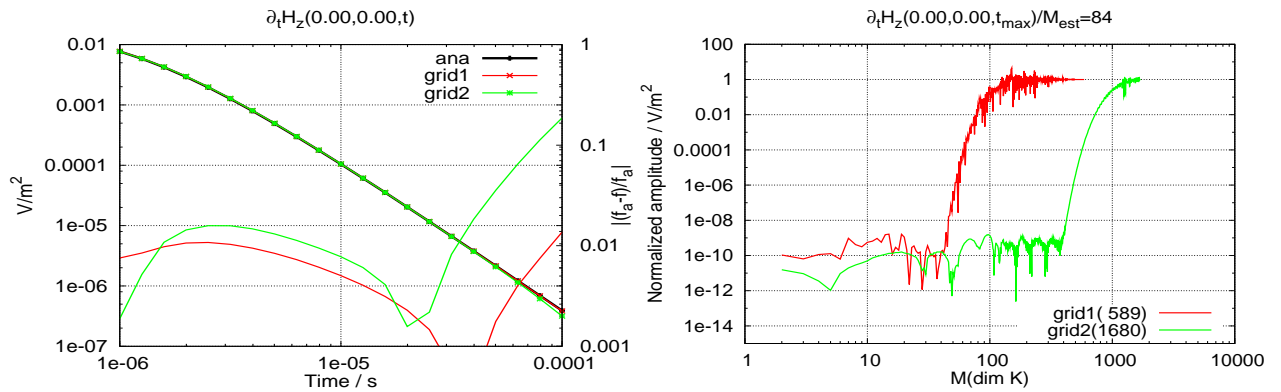 ∂tHz(0.00,0.00,t)
0.01
0.001
0.0001
1e-05
1e-06
1e-07
V/m²
1
0.1
0.01
0.001
|(fa-f)/fa|
ana
grid1
grid2
1e-06
1e-05
0.0001
Time / s
∂tHz(0.00,0.00,tmax)/Mest=84
100
1
0.01
0.0001
1e-06
1e-08
1e-10
1e-12
1e-14
Normalized amplitude / V/m²
grid1( 589)
grid2(1680)
1
10
100
1000
10000
M(dim K)